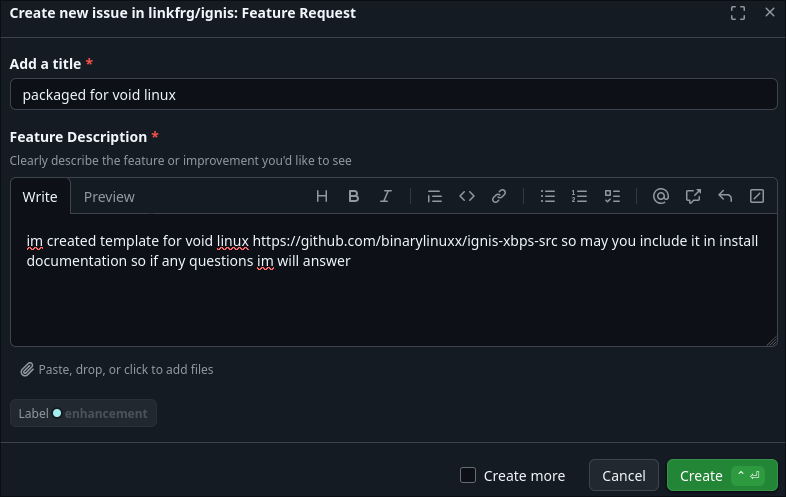 Create new issue in linkfrg/ignis: Feature Request
Add a title *
packaged for void linux
Feature Description *
Clearly describe the feature or improvement you'd like to see
Write Preview
im created template for void linux https://github.com/binarylinuxx/ignis-xbps-src so may you include it in install
documentation so if any questions im will answer
Paste, drop, or click to add files
Label enhancement
Create more Cancel Create